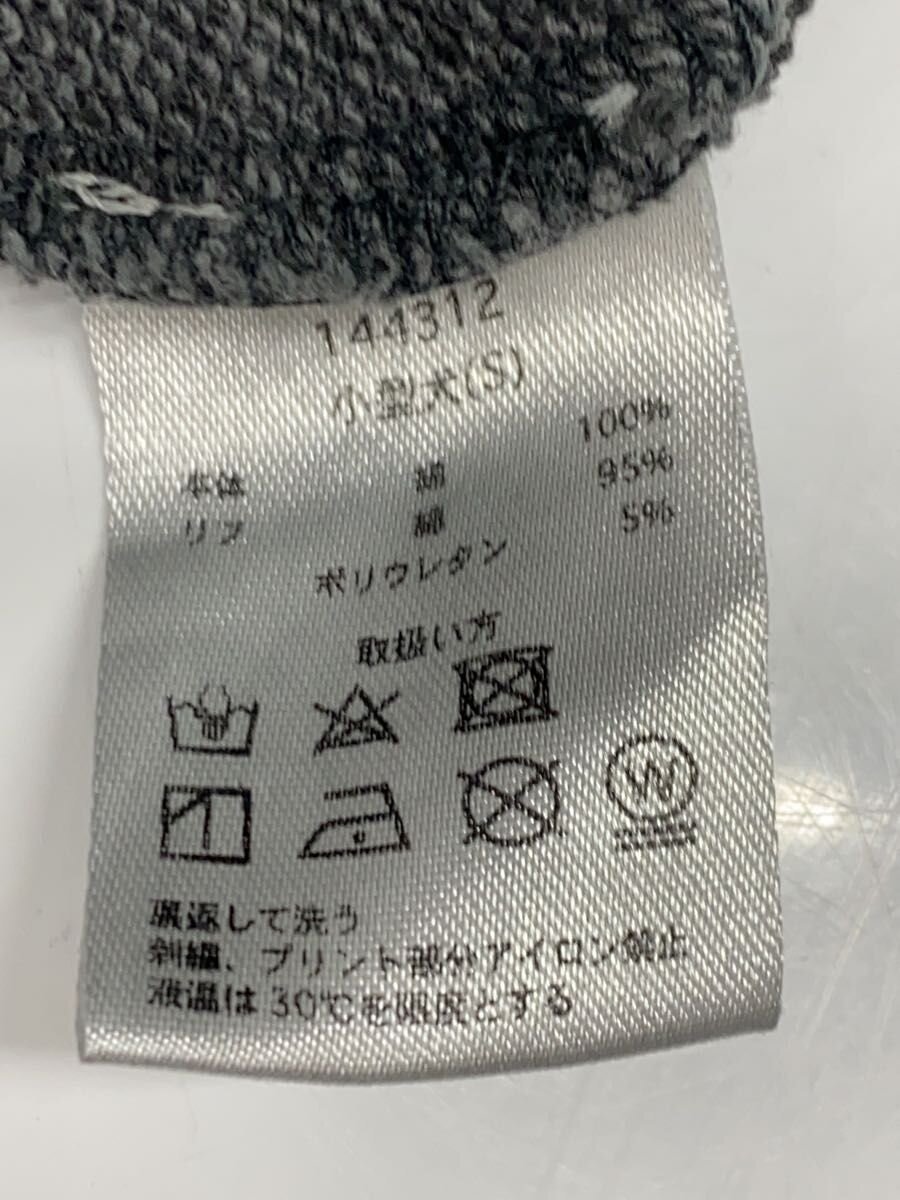 144312
小型犬(S)
本体 綿 100%
リブ 綿 95%
ポリウレタン 5%
取扱い方
W
裏返して洗う
刺繍、プリント部分アイロン禁止
液温は30℃を限度とする